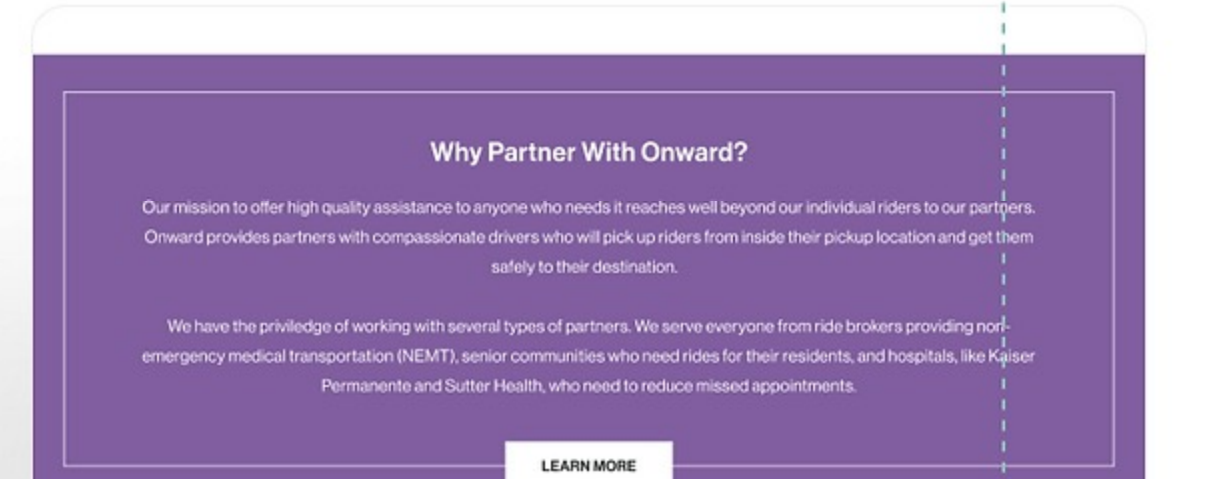 Why Partner With Onward?
Our mission to offer high quality assistance to anyone who needs it reaches well beyond our individual riders to our partners.
Onward provides partners with compassionate drivers who will pick up riders from inside their pickup location and get them
safely to their destination.
We have the priviledge of working with several types of partners. We serve everyone from ride brokers providing non-
emergency medical transportation (NEMT), senior communities who need rides for their residents, and hospitals, like Kaiser
Permanente and Sutter Health, who need to reduce missed appointments.
LEARN MORE